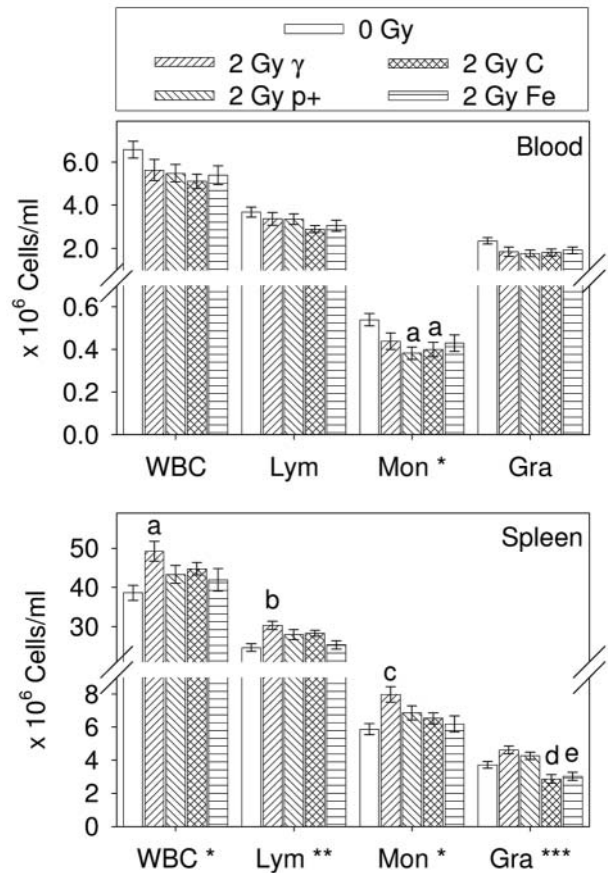 0 Gy
2 Gy γ 2 Gy C
2 Gy p+ 2 Gy Fe
Blood
x 10⁶ Cells/ml
6.0
4.0
2.0
0.6
0.4
0.2
0.0
a a
WBC Lym Mon * Gra
Spleen
x 10⁶ Cells/ml
50
40
30
8
6
4
2
0
a
b
c
d e
WBC * Lym ** Mon * Gra ***